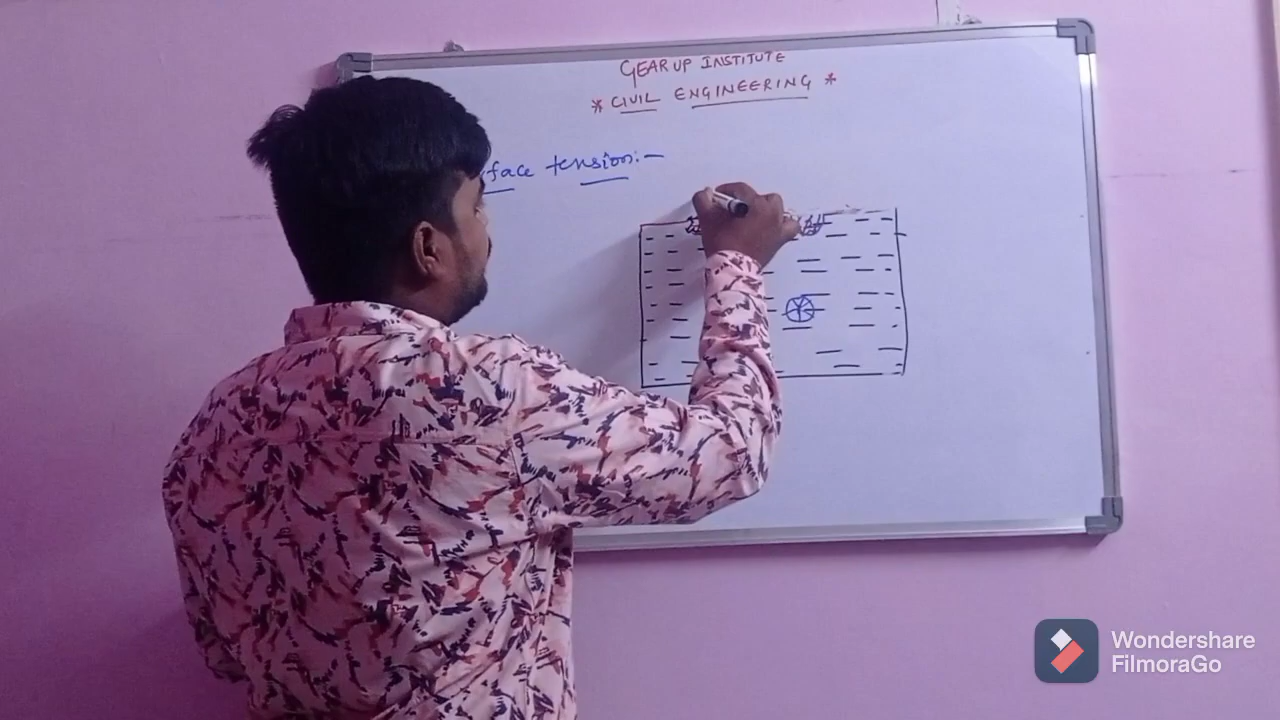 GEARUP INSTITUTE
* CIVIL ENGINEERING *
face tension:-
Wondershare
FilmoraGo